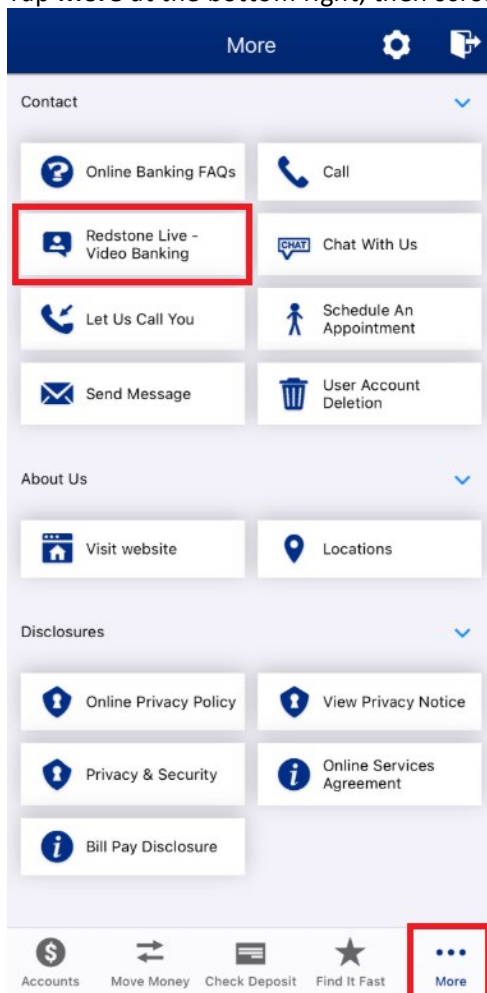 More
Contact
Online Banking FAQs
Call
Redstone Live -
Video Banking
CHAT
Chat With Us
Let Us Call You
Schedule An
Appointment
Send Message
User Account
Deletion
About Us
Visit website
Locations
Disclosures
Online Privacy Policy
View Privacy Notice
Privacy & Security
Online Services
Agreement
Bill Pay Disclosure
Accounts
Move Money
Check Deposit
Find It Fast
More